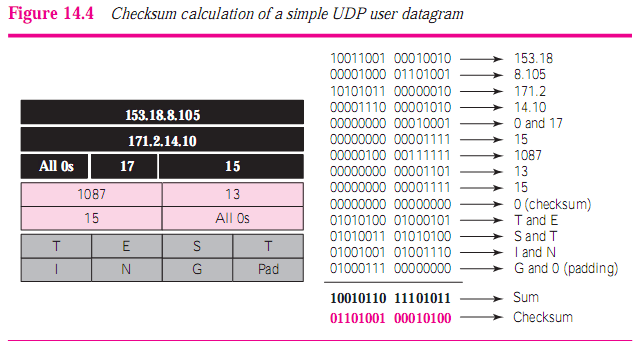 Figure 14.4 Checksum calculation of a simple UDP user datagram
153.18.8.105
171.2.14.10
All 0s 17 15
1087 13
15 All 0s
T E S T
I N G Pad
10011001 00010010 153.18
00001000 01101001 8.105
10101011 00000010 171.2
00001110 00001010 14.10
00000000 00010001 0 and 17
00000000 00001111 15
00000100 00111111 1087
00000000 00001101 13
00000000 00001111 15
00000000 00000000 0 (checksum)
01010100 01000101 T and E
01010011 01010100 S and T
01001001 01001110 I and N
01000111 00000000 G and 0 (padding)
10010110 11101011 Sum
01101001 00010100 Checksum